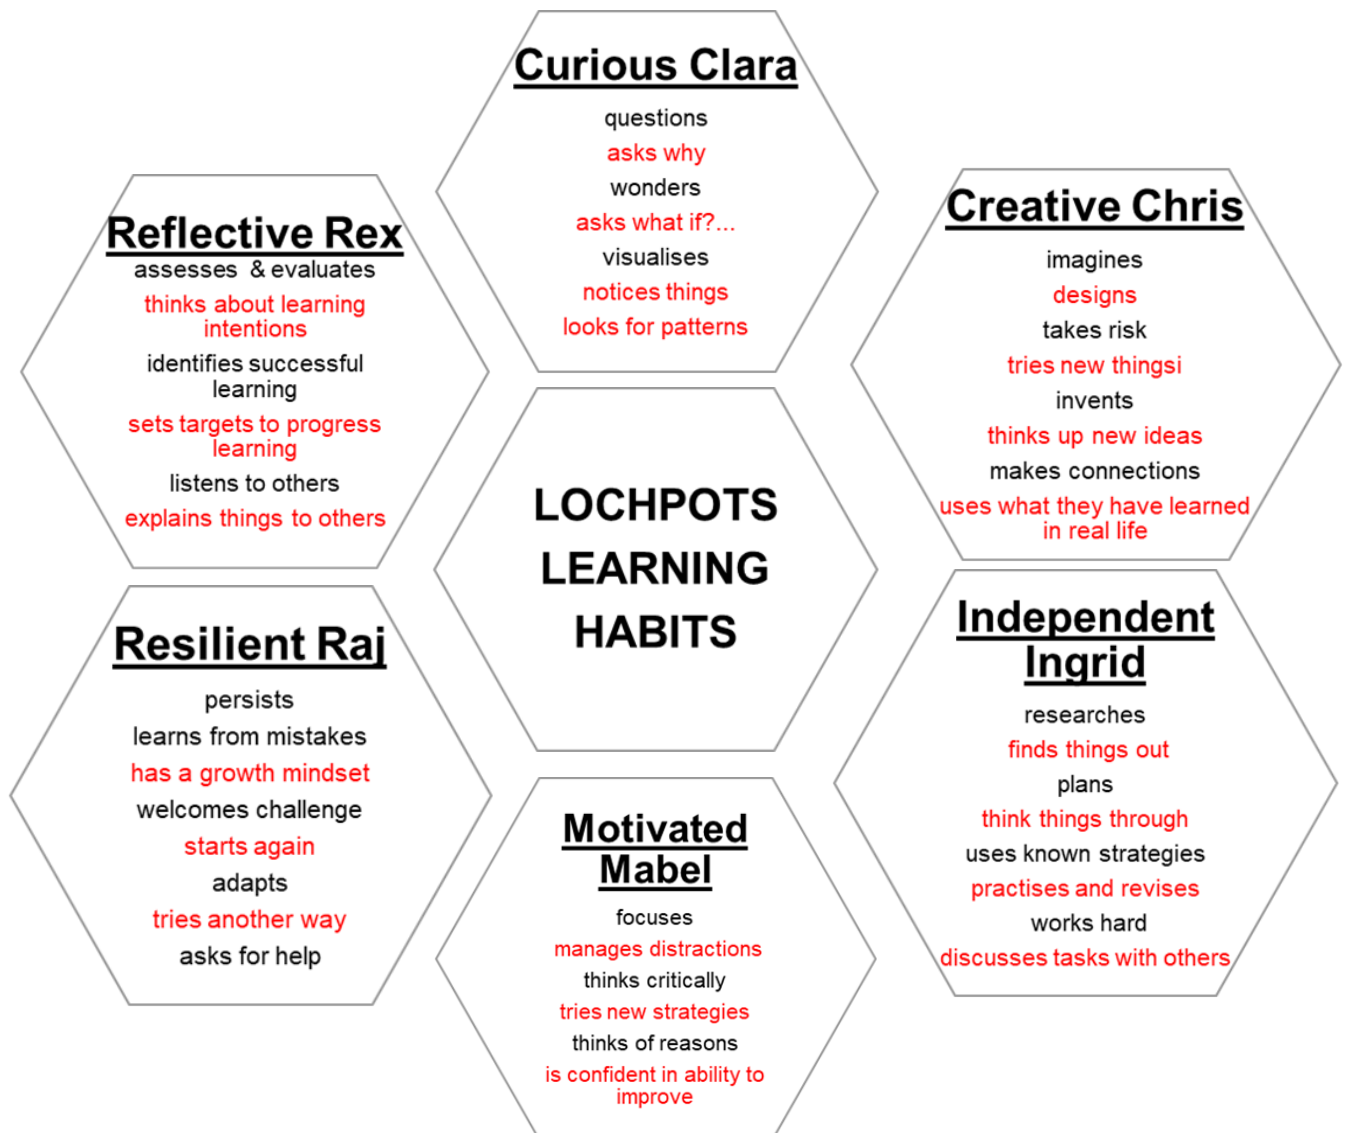 Curious Clara
questions
asks why
wonders
asks what if?...
visualises
notices things
looks for patterns
Reflective Rex
assesses & evaluates
thinks about learning
intentions
identifies successful
learning
sets targets to progress
learning
listens to others
explains things to others
Creative Chris
imagines
designs
takes risk
tries new thingsi
invents
thinks up new ideas
makes connections
uses what they have learned
in real life
LOCHPOTS
LEARNING
HABITS
Resilient Raj
persists
learns from mistakes
has a growth mindset
welcomes challenge
starts again
adapts
tries another way
asks for help
Independent
Ingrid
researches
finds things out
plans
think things through
uses known strategies
practises and revises
works hard
discusses tasks with others
Motivated
Mabel
focuses
manages distractions
thinks critically
tries new strategies
thinks of reasons
is confident in ability to
improve